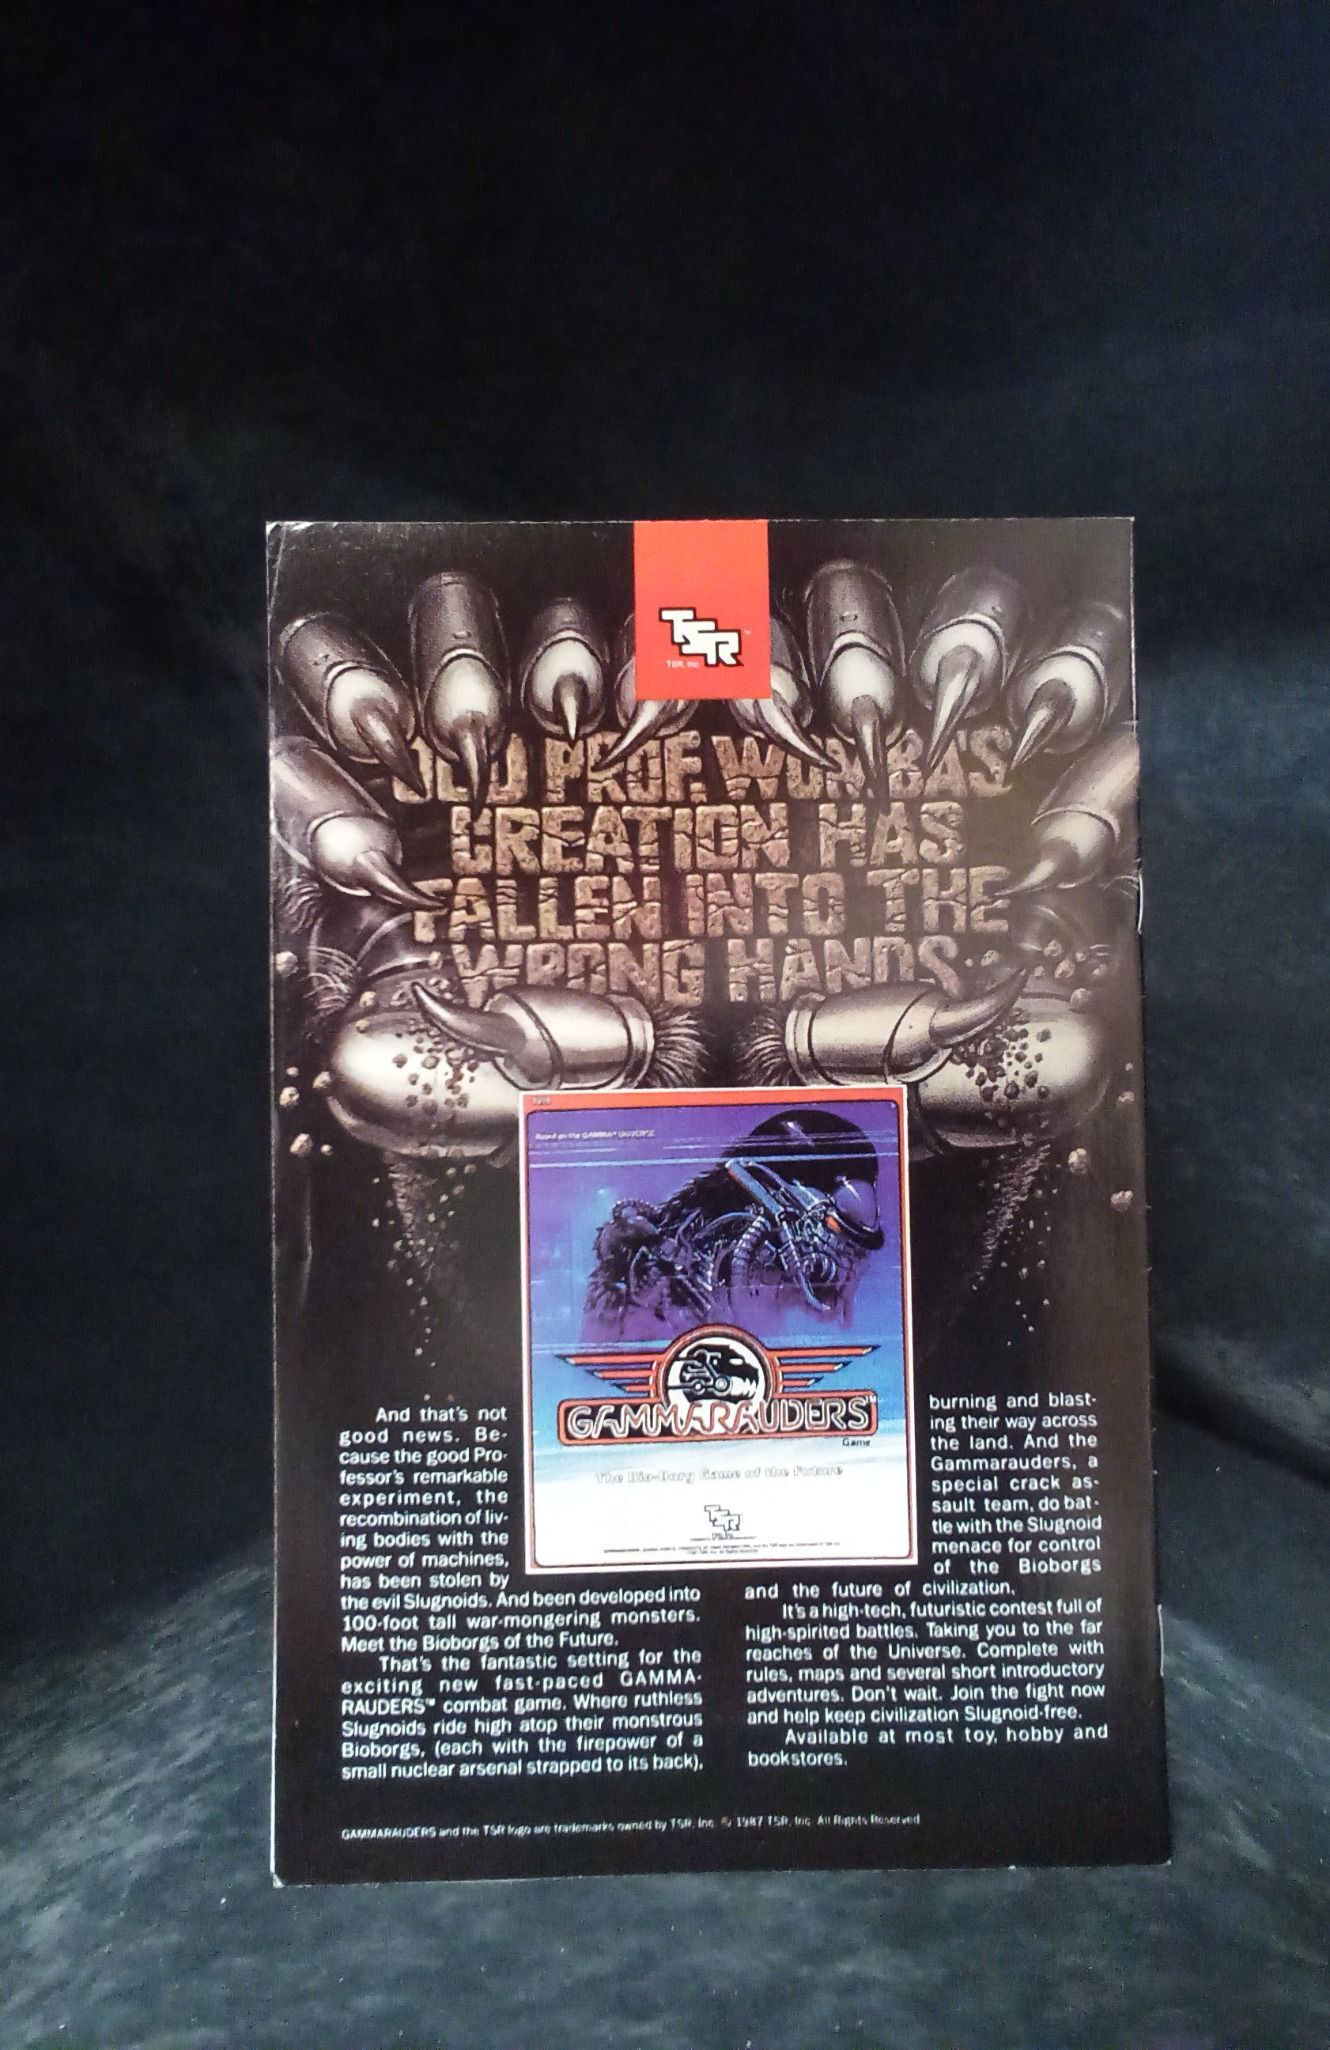 TSR
TSR, Inc.
OLD PROF. WOMBA'S
CREATION HAS
FALLEN INTO THE
WRONG HANDS.
Based on the GAMMA UNIVERSE
GAMMARAUDERS™
Game
The Bio-Borg Game of the Future
TSR
And that's not
good news. Be-
cause the good Pro-
fessor's remarkable
experiment, the
recombination of liv-
ing bodies with the
power of machines,
has been stolen by
the evil Slugnoids. And been developed into
100-foot tall war-mongering monsters.
Meet the Bioborgs of the Future.
That's the fantastic setting for the
exciting new fast-paced GAMMA-
RAUDERS™ combat game. Where ruthless
Slugnoids ride high atop their monstrous
Bioborgs, (each with the firepower of a
small nuclear arsenal strapped to its back),
burning and blast-
ing their way across
the land. And the
Gammarauders, a
special crack as-
sault team, do bat-
tle with the Slugnoid
menace for control
of the Bioborgs
and the future of civilization.
It's a high-tech, futuristic contest full of
high-spirited battles. Taking you to the far
reaches of the Universe. Complete with
rules, maps and several short introductory
adventures. Don't wait. Join the fight now
and help keep civilization Slugnoid-free.
Available at most toy, hobby and
bookstores.
GAMMARAUDERS and the TSR logo are trademarks owned by TSR, Inc. © 1987 TSR, Inc. All Rights Reserved